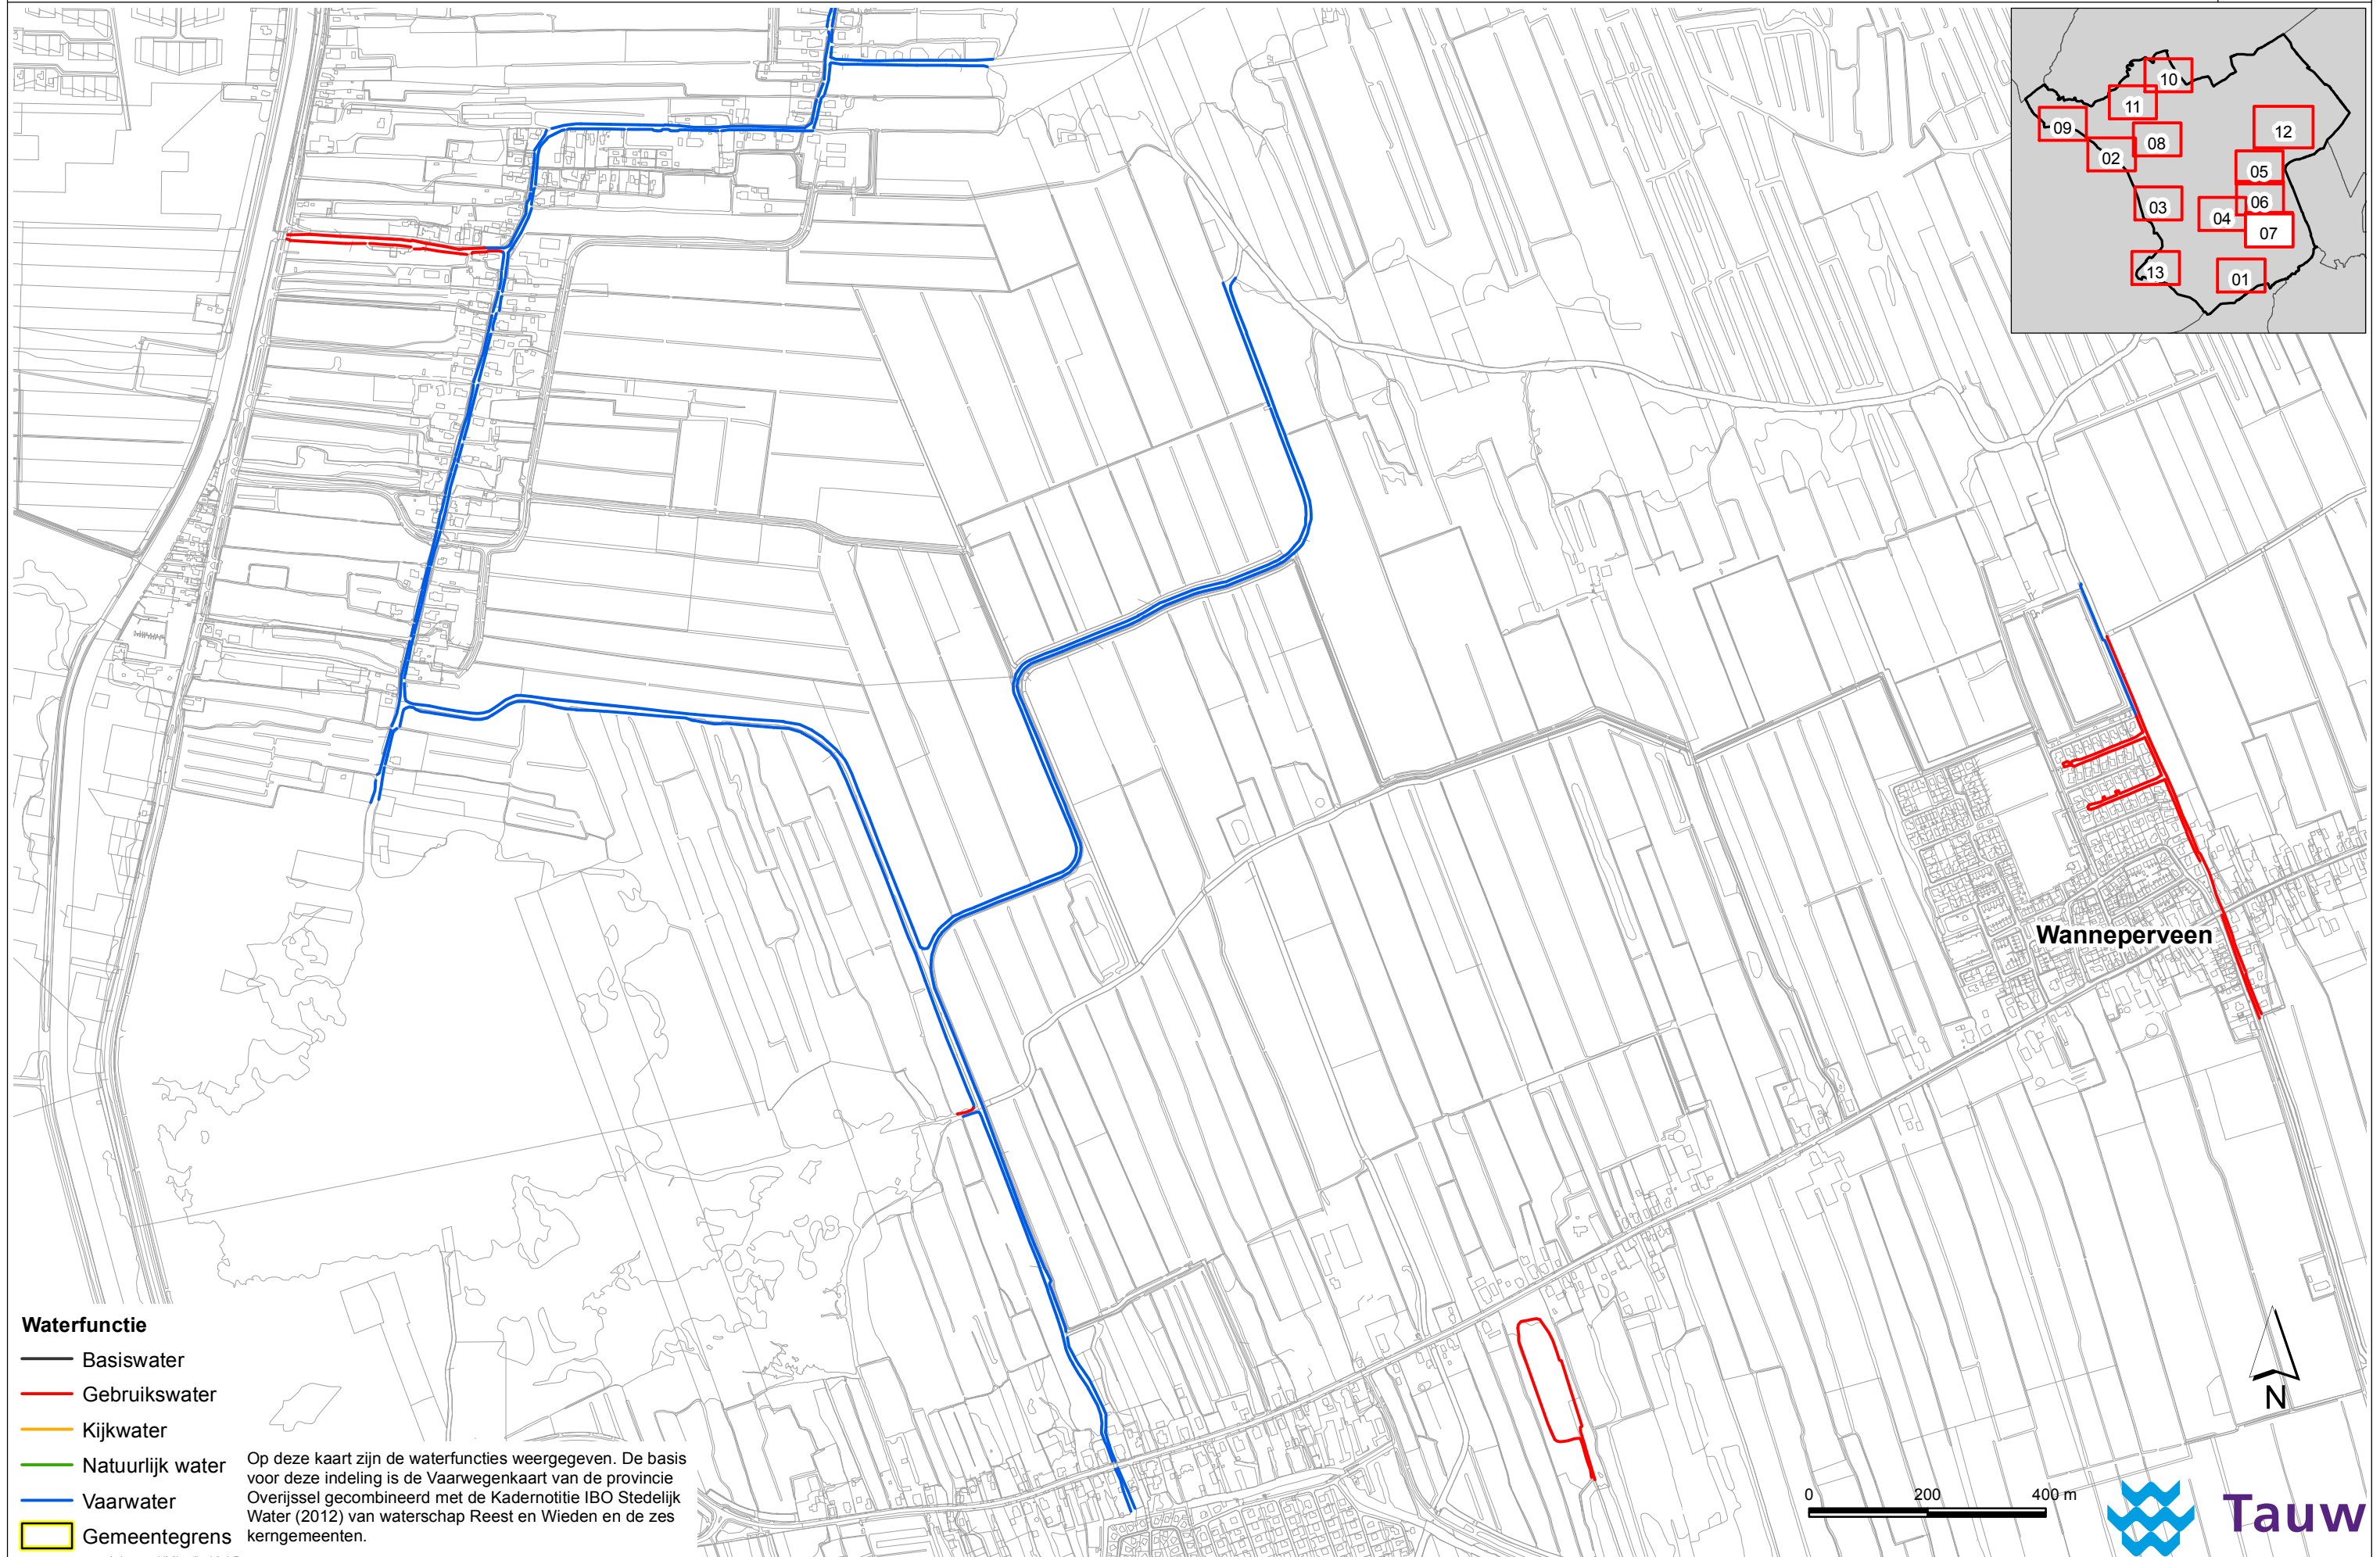 10
11
09
12
08
02
05
06
03
04
07
13
01
Wanneperveen
Waterfunctie
Basiswater
Gebruikswater
Kijkwater
Natuurlijk water
Vaarwater
Gemeentegrens
Op deze kaart zijn de waterfuncties weergegeven. De basis
voor deze indeling is de Vaarwegenkaart van de provincie
Overijssel gecombineerd met de Kadernotitie IBO Stedelijk
Water (2012) van waterschap Reest en Wieden en de zes
kerngemeenten.
N
0 200 400 m
Tauw